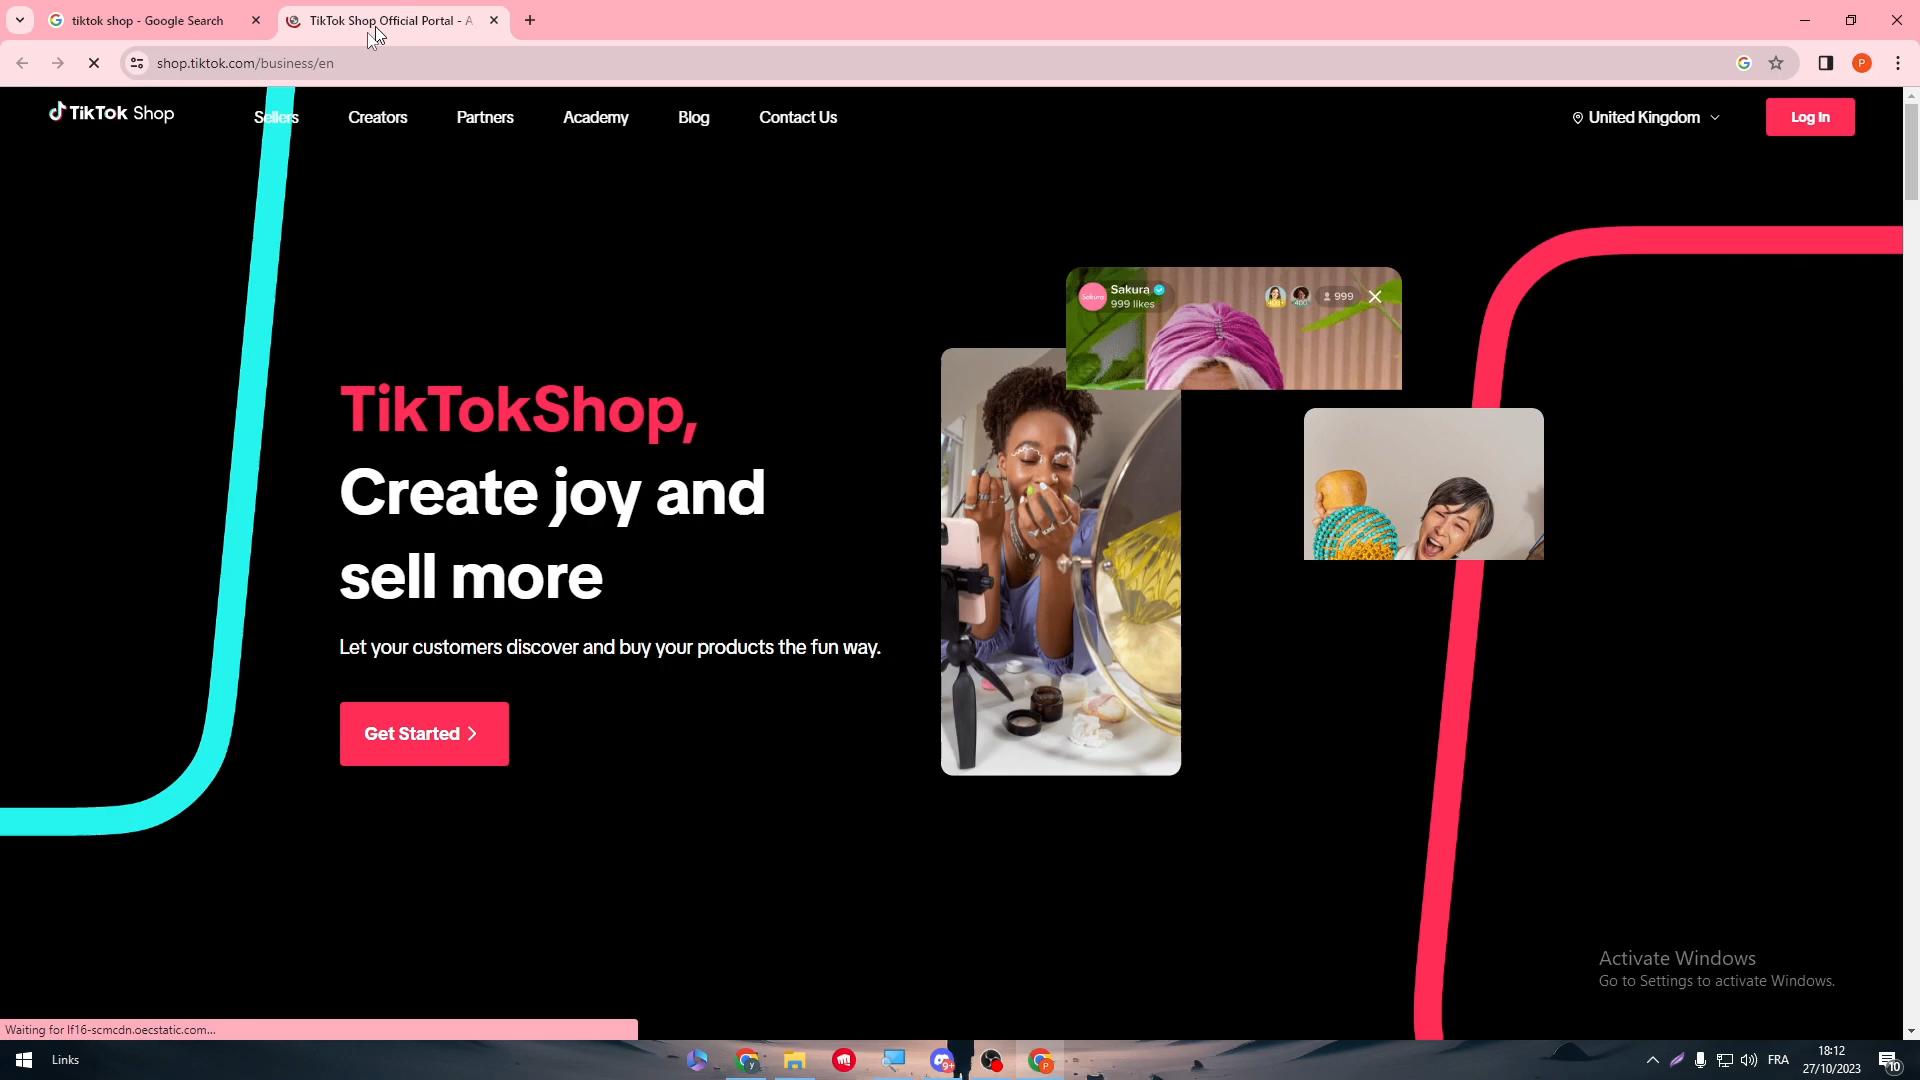 tiktok shop - Google Search
TikTok Shop Official Portal - A
shop.tiktok.com/business/en
P
TikTok Shop
Sellers
Creators
Partners
Academy
Blog
Contact Us
United Kingdom
Log In
Sakura
Sakura
999 likes
999
TikTokShop,
Create joy and
sell more
Let your customers discover and buy your products the fun way.
Get Started
Activate Windows
Go to Settings to activate Windows.
Waiting for lf16-scmcdn.oecstatic.com...
Links
y
9+
P
FRA
18:12
27/10/2023
10